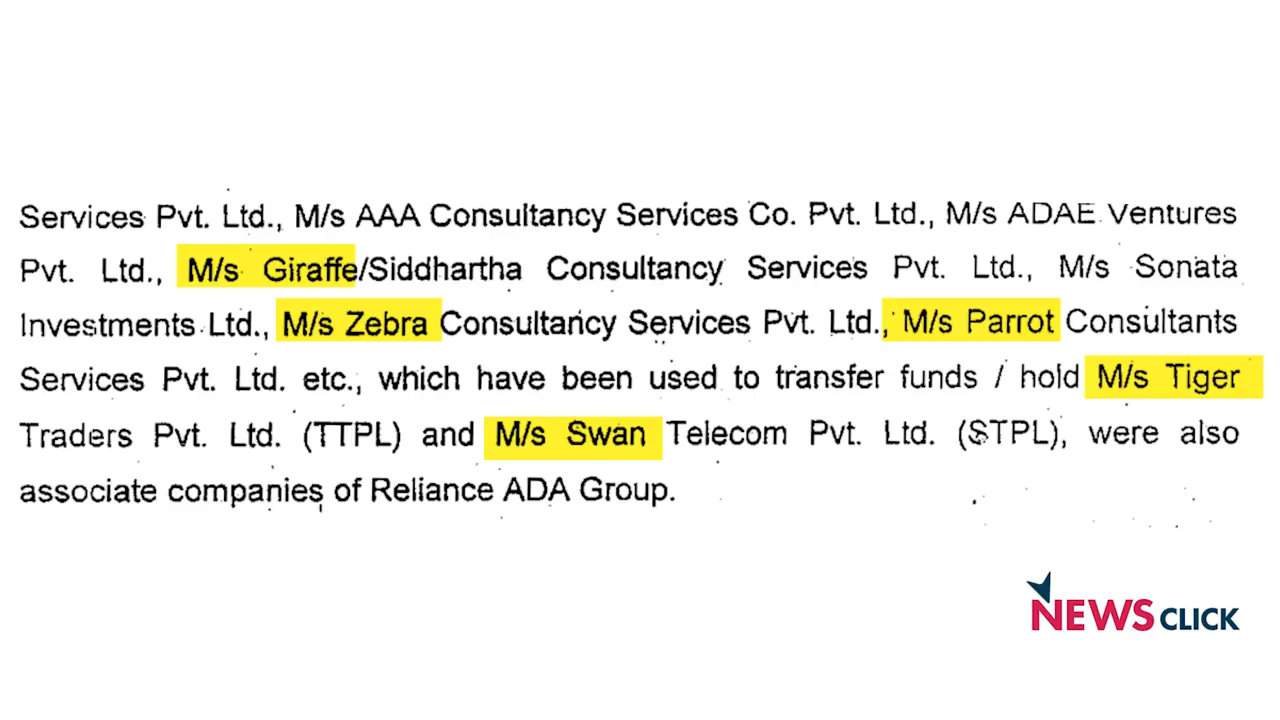 Services Pvt. Ltd., M/s AAA Consultancy Services Co. Pvt. Ltd., M/s ADAE Ventures
Pvt. Ltd., M/s Giraffe/Siddhartha Consultancy Services Pvt. Ltd., M/s Sonata
Investments Ltd., M/s Zebra Consultancy Services Pvt. Ltd., M/s Parrot Consultants
Services Pvt. Ltd. etc., which have been used to transfer funds / hold M/s Tiger
Traders Pvt. Ltd. (TTPL) and M/s Swan Telecom Pvt. Ltd. (STPL), were also
associate companies of Reliance ADA Group.
NEWSCLICK